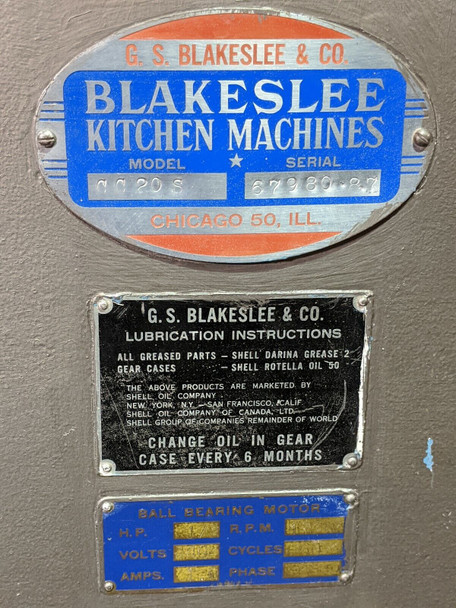 G. S. BLAKESLEE & CO.
BLAKESLEE
KITCHEN MACHINES
MODEL ★ SERIAL
CC20S 67980-87
CHICAGO 50, ILL.
G. S. BLAKESLEE & CO.
LUBRICATION INSTRUCTIONS
ALL GREASED PARTS — SHELL DARINA GREASE 2
GEAR CASES — SHELL ROTELLA OIL 50
THE ABOVE PRODUCTS ARE MARKETED BY
SHELL OIL COMPANY
NEW YORK, N.Y. — SAN FRANCISCO, CALIF.
SHELL OIL COMPANY OF CANADA, LTD.
SHELL GROUP OF COMPANIES REMAINDER OF WORLD
CHANGE OIL IN GEAR
CASE EVERY 6 MONTHS
BALL BEARING MOTOR
H.P. R.P.M.
VOLTS CYCLES
AMPS. PHASE